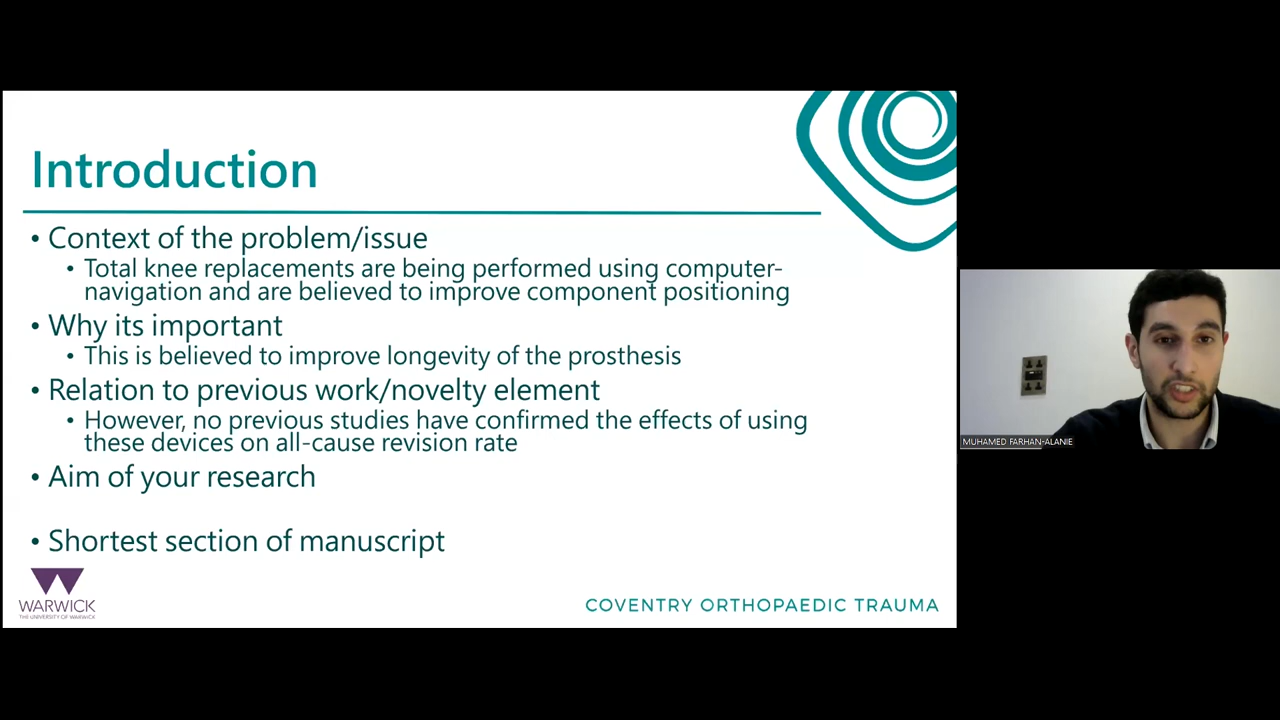 Introduction
• Context of the problem/issue
• Total knee replacements are being performed using computer-
navigation and are believed to improve component positioning
• Why its important
• This is believed to improve longevity of the prosthesis
• Relation to previous work/novelty element
• However, no previous studies have confirmed the effects of using
these devices on all-cause revision rate
• Aim of your research
• Shortest section of manuscript
WARWICK
THE UNIVERSITY OF WARWICK
COVENTRY ORTHOPAEDIC TRAUMA
MUHAMED FARHAN-ALANIE